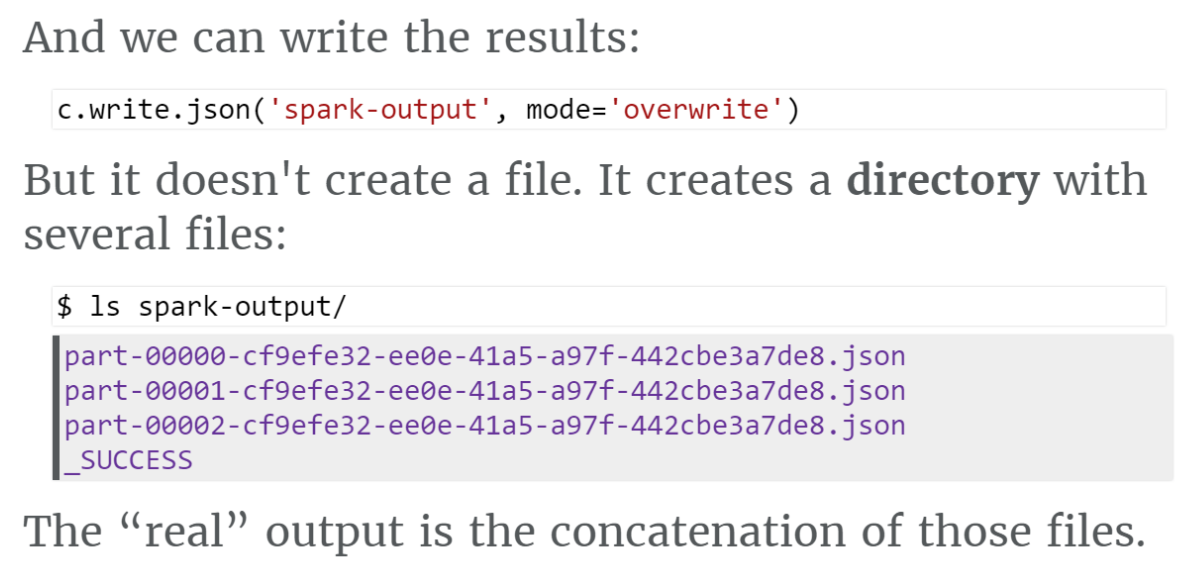 And we can write the results:
c.write.json('spark-output', mode='overwrite')
But it doesn't create a file. It creates a directory with
several files:
$ ls spark-output/
part-00000-cf9efe32-ee0e-41a5-a97f-442cbe3a7de8.json
part-00001-cf9efe32-ee0e-41a5-a97f-442cbe3a7de8.json
part-00002-cf9efe32-ee0e-41a5-a97f-442cbe3a7de8.json
_SUCCESS
The “real” output is the concatenation of those files.